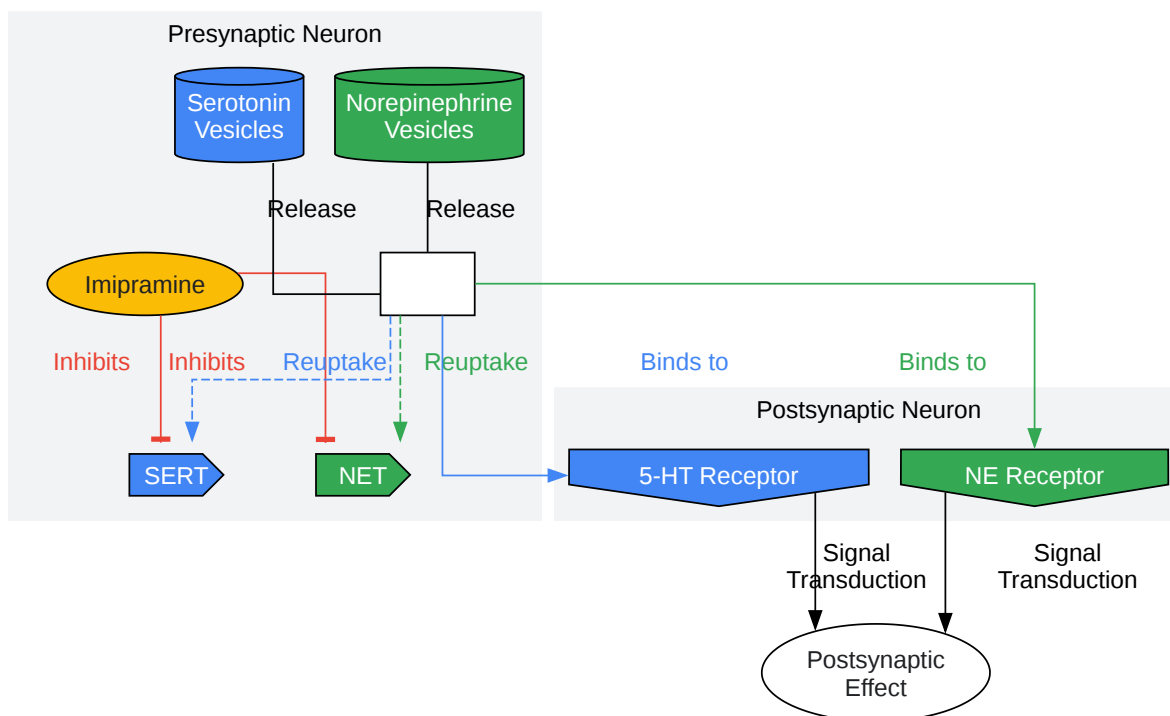 Presynaptic Neuron
Serotonin
Vesicles
Norepinephrine
Vesicles
Release
Release
Imipramine
Inhibits
Inhibits
Reuptake
Reuptake
Binds to
Binds to
Postsynaptic Neuron
SERT
NET
5-HT Receptor
NE Receptor
Signal
Transduction
Signal
Transduction
Postsynaptic
Effect